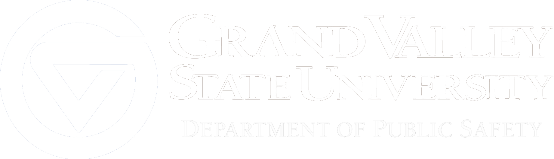 GRAND VALLEY
STATE UNIVERSITY
DEPARTMENT OF PUBLIC SAFETY